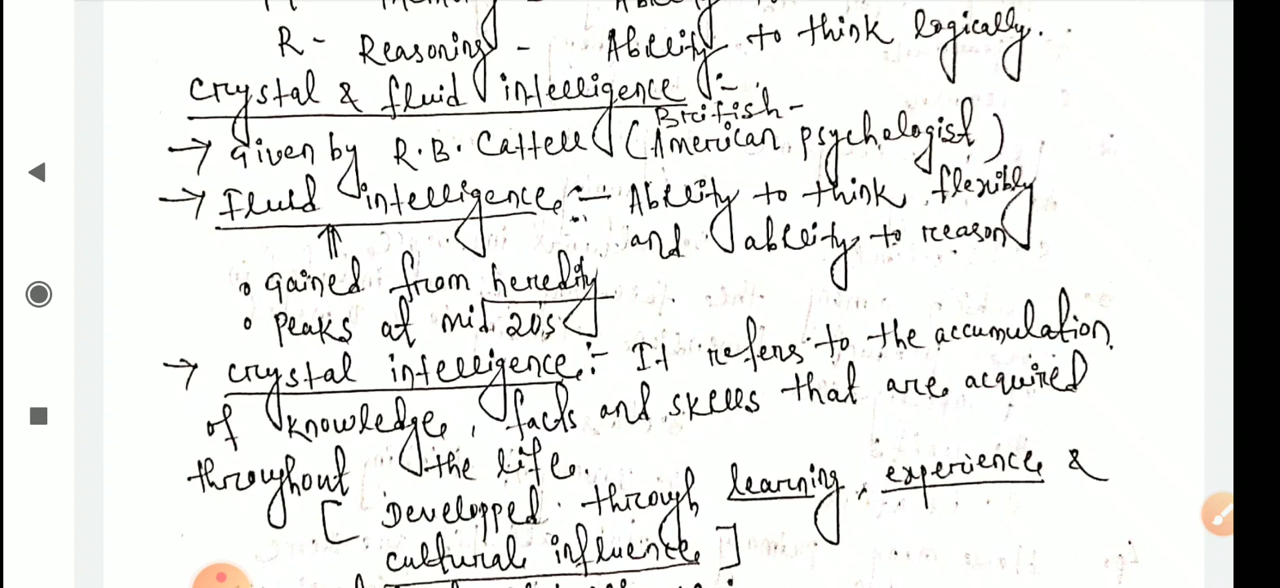 R - Reasoning - Ability to think logically.
Crystal & fluid intelligence :-
→ Given by R.B. Cattell (British - American psychologist)
→ Fluid intelligence :- Ability to think flexibly
and ability to reason
• gained from heredity
• Peaks at mid 20's
→ crystal intelligence :- It refers to the accumulation
of knowledge, facts and skills that are acquired
throughout the life.
[ Developped through learning, experience &
cultural influence ]